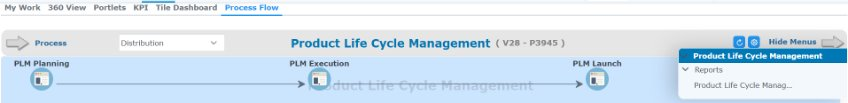 My Work 360 View Portlets KPI Tile Dashboard Process Flow
Process Distribution Product Life Cycle Management ( V28 - P3945 ) Hide Menus
Product Life Cycle Management
PLM Planning PLM Execution PLM Launch
Reports
Product Life Cycle Management
Product Life Cycle Manag...